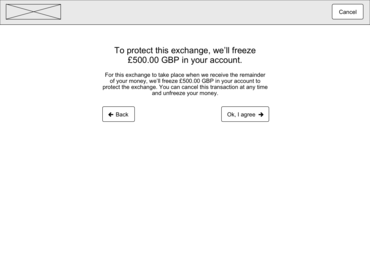 Cancel
To protect this exchange, we'll freeze
£500.00 GBP in your account.
For this exchange to take place when we receive the remainder
of your money, we'll freeze £500.00 GBP in your account to
protect the exchange. You can cancel this transaction at any time
and unfreeze your money.
← Back
Ok, I agree →